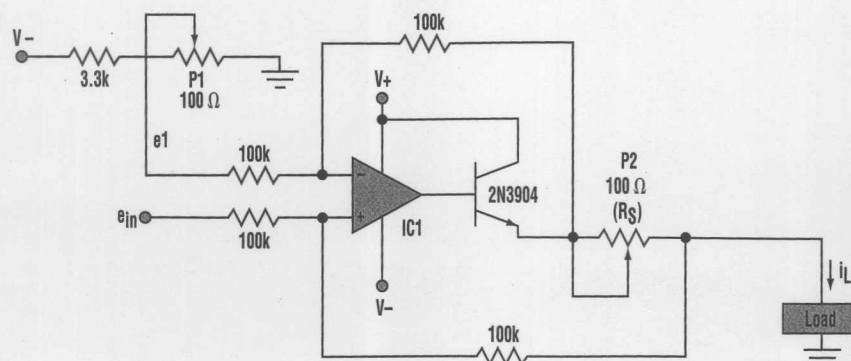 V–
3.3k
P1
100 Ω
e1
100k
V+
100k
ein
100k
–
+
IC1
V–
2N3904
P2
100 Ω
(RS)
100k
iL
Load